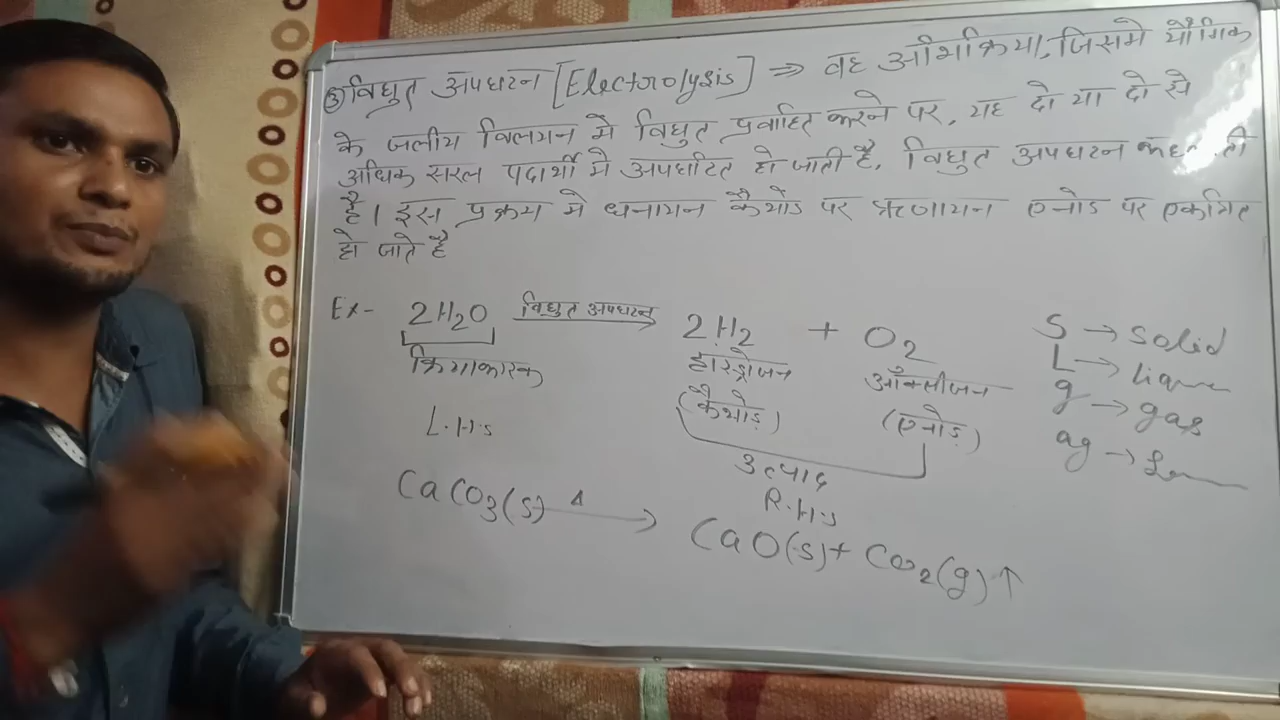 ③ विधुत अपघटन [Electrolysis] ⇒ वह अभिक्रिया, जिसमे यौगिक
के जलीय विलयन में विधुत प्रवाहित करने पर, यह दो या दो से
अधिक सरल पदार्थो मे अपघटित हो जाती है, विधुत अपघटन कहलाती
है। इस प्रक्रम मे धनायन कैथोड पर ऋणायन एनोड पर एकत्रित
हो जाते है
Ex- 2H₂O विधुत अपघटन → 2H₂ + O₂
क्रियाकारक हाइड्रोजन ऑक्सीजन
(कैथोड़) (एनोड़)
L.H.s उत्पाद
R.H.s
CaCO₃(s) Δ→ CaO(s) + CO₂(g)↑
S → Solid
L →
g → gas
aq →